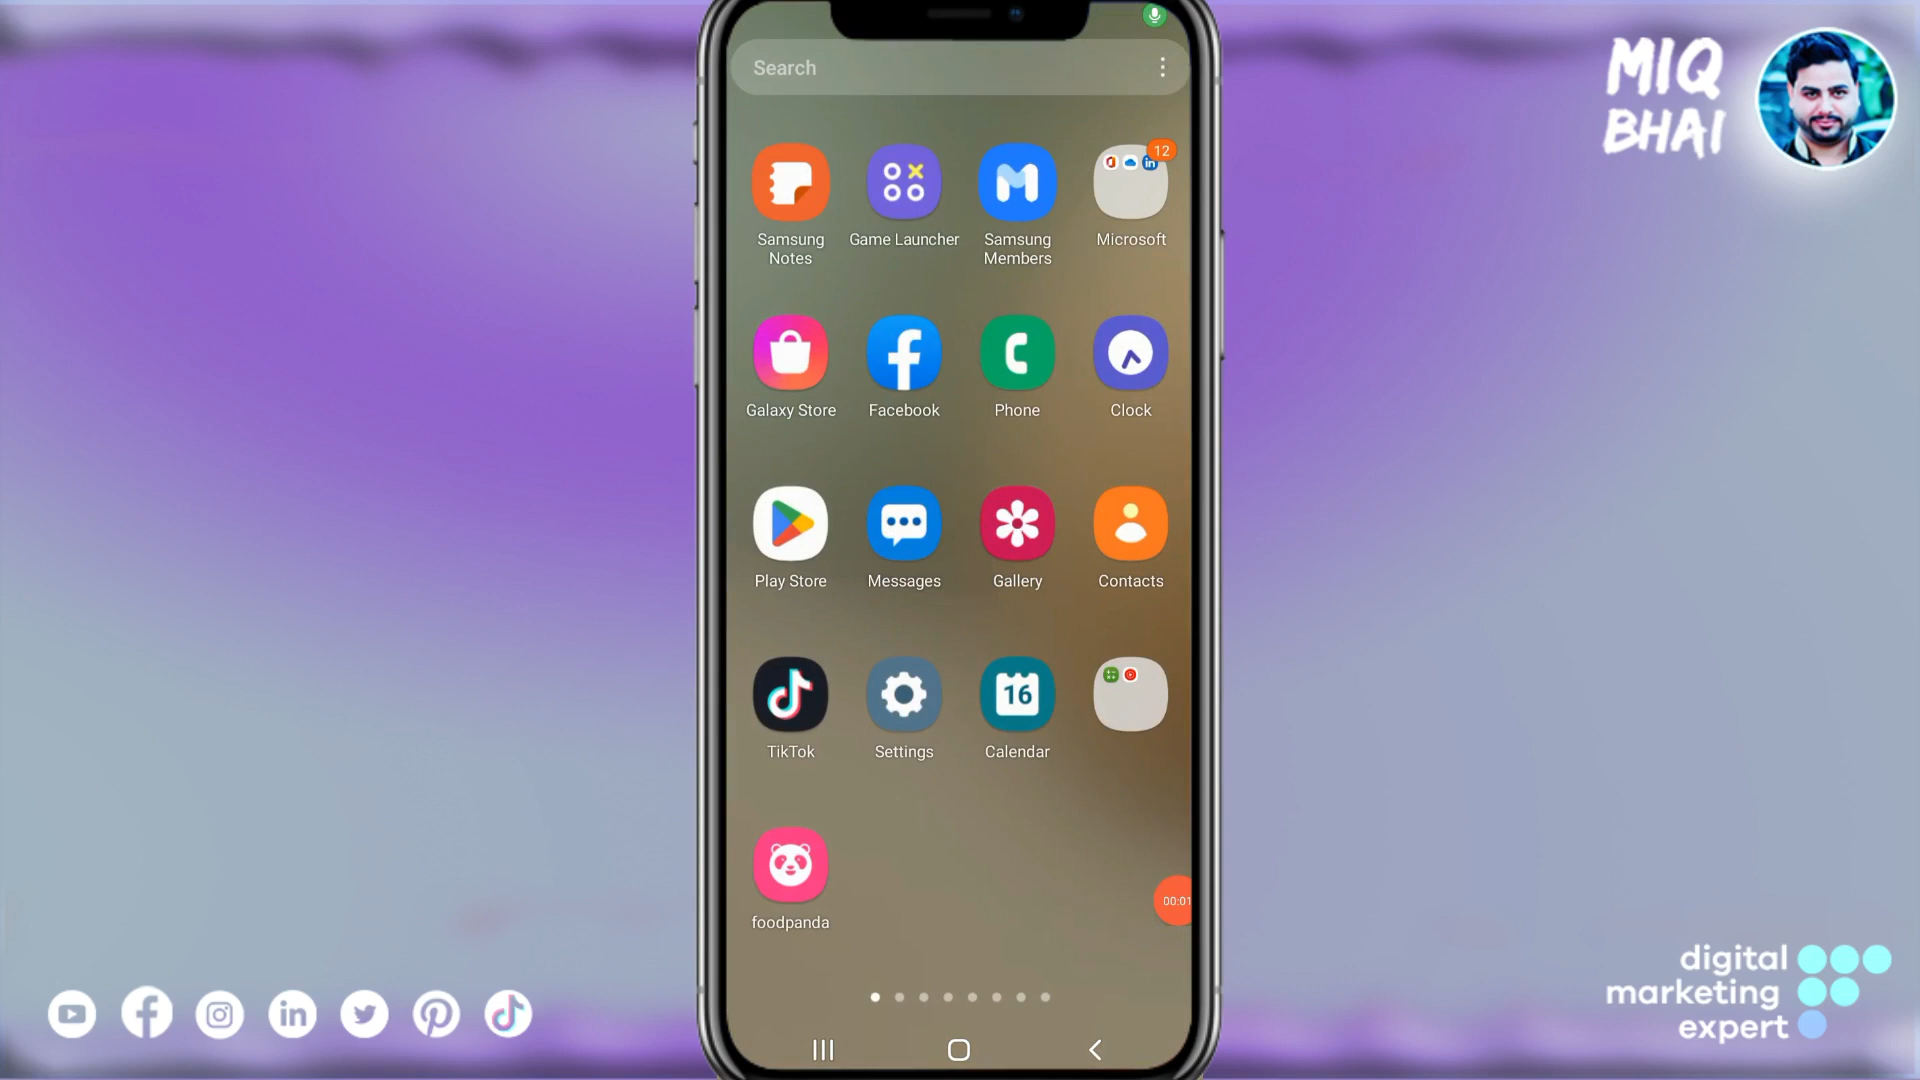 Search
MIQ
BHAI
12
Samsung
Notes
Game Launcher
Samsung
Members
Microsoft
Galaxy Store
Facebook
Phone
Clock
Play Store
Messages
Gallery
Contacts
16
TikTok
Settings
Calendar
foodpanda
00:01
digital
marketing
expert